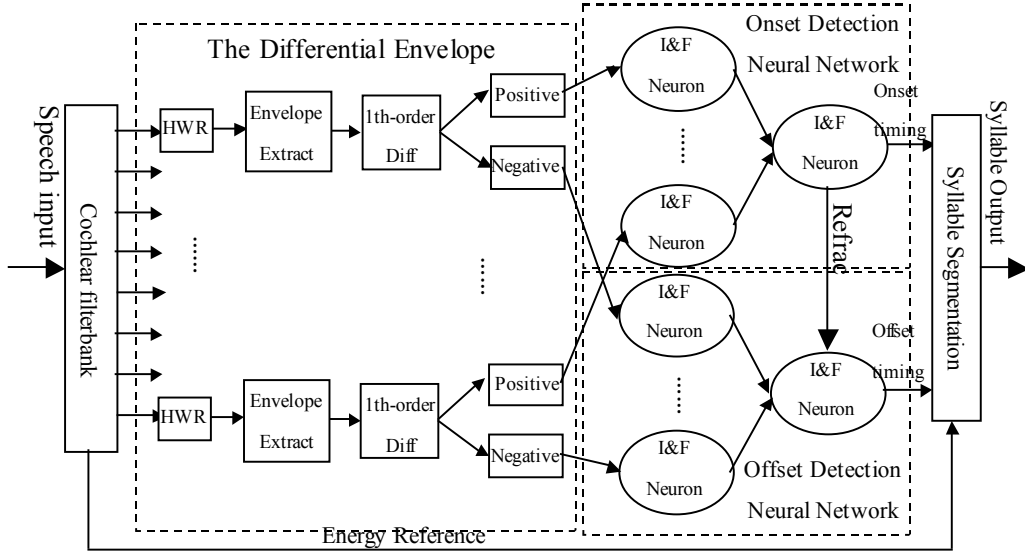 The Differential Envelope
Onset Detection
Neural Network
Speech input
Cochlear filterbank
HWR
Envelope
Extract
1th-order
Diff
Positive
Negative
......
......
HWR
Envelope
Extract
1th-order
Diff
Positive
Negative
I&F
Neuron
......
I&F
Neuron
I&F
Neuron
Onset
timing
Refrac
I&F
Neuron
......
I&F
Neuron
I&F
Neuron
Offset
timing
Offset Detection
Neural Network
Syllable Segmentation
Syllable Output
Energy Reference